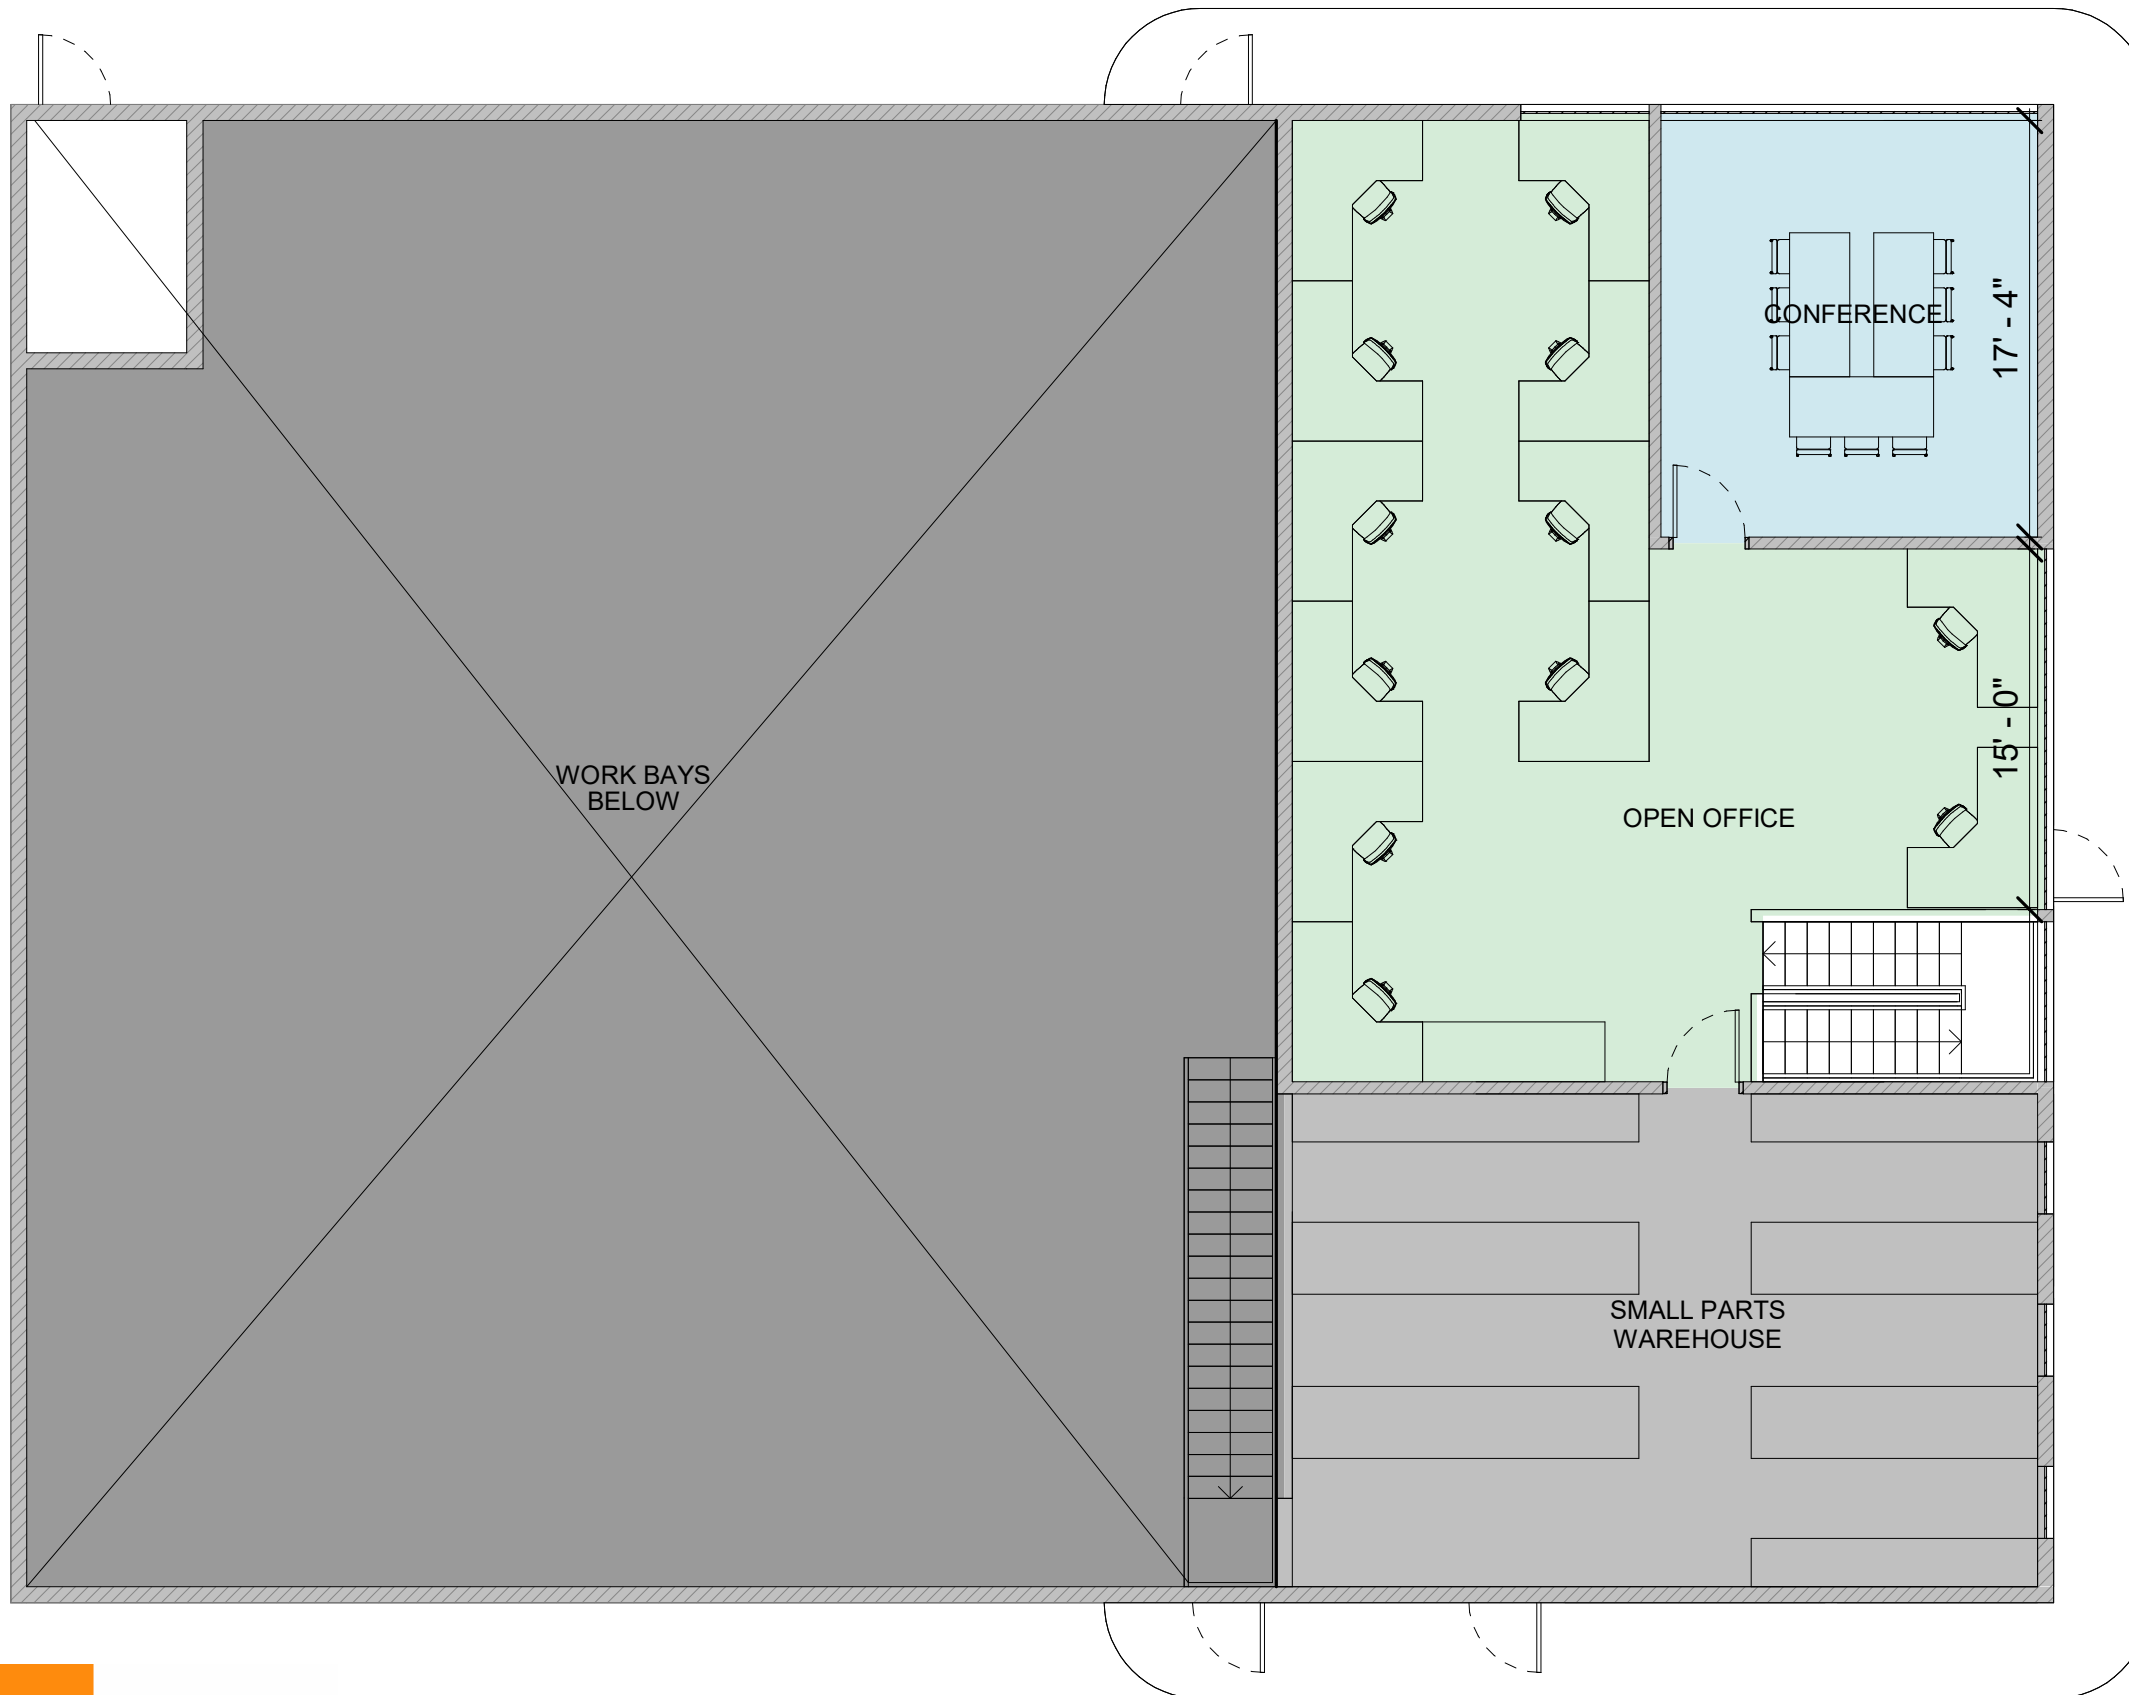 CONFERENCE
17' - 4"
15' - 0"
WORK BAYS
BELOW
OPEN OFFICE
SMALL PARTS
WAREHOUSE